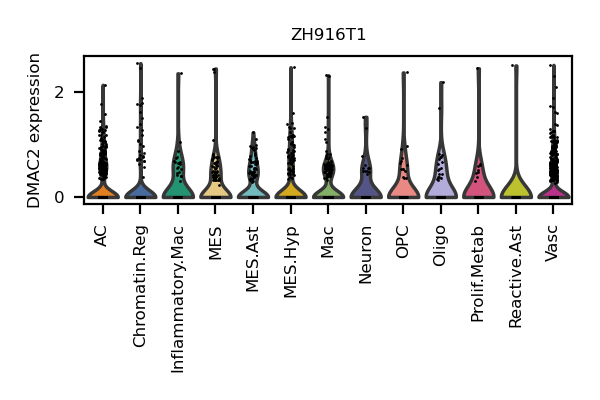 ZH916T1
DMAC2 expression
2
0
AC
Chromatin.Reg
Inflammatory.Mac
MES
MES.Ast
MES.Hyp
Mac
Neuron
OPC
Oligo
Prolif.Metab
Reactive.Ast
Vasc